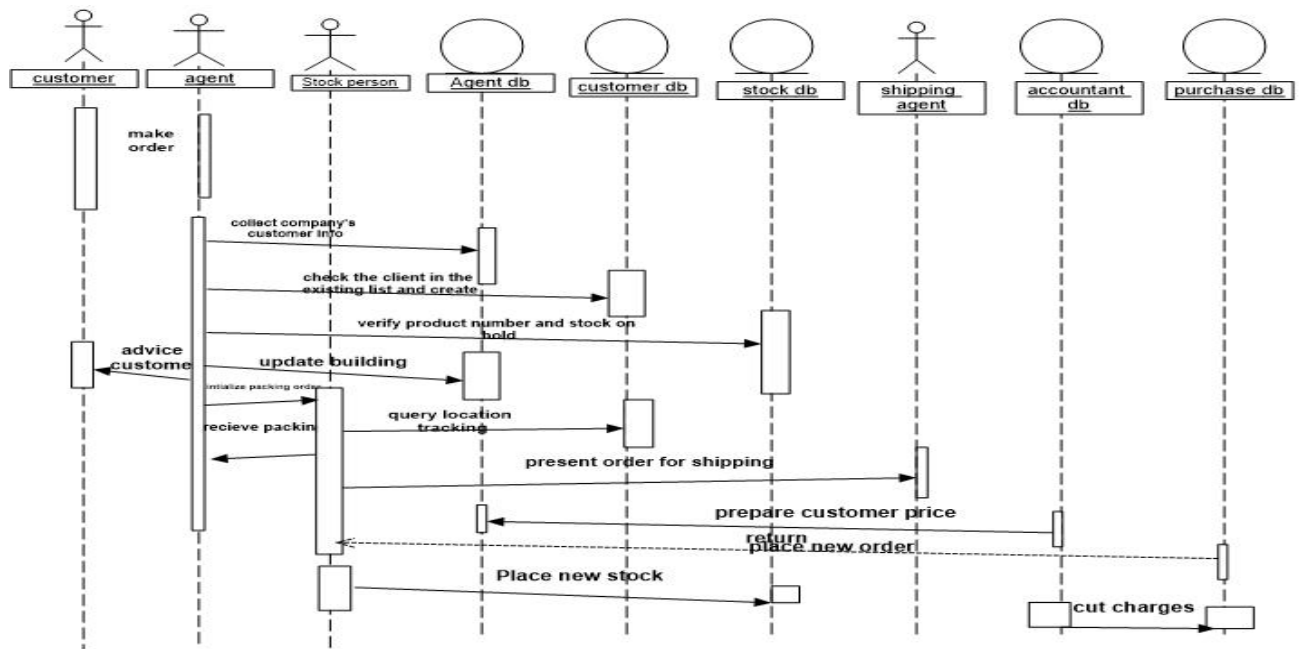 customer
agent
Stock person
Agent db
customer db
stock db
shipping
agent
accountant
db
purchase db
make
order
collect company's
customer info
check the client in the
existing list and create
verify product number and stock on
hold
advice
custome
update building
intialize packing order
recieve packin
query location
tracking
present order for shipping
prepare customer price
return
place new order
Place new stock
cut charges